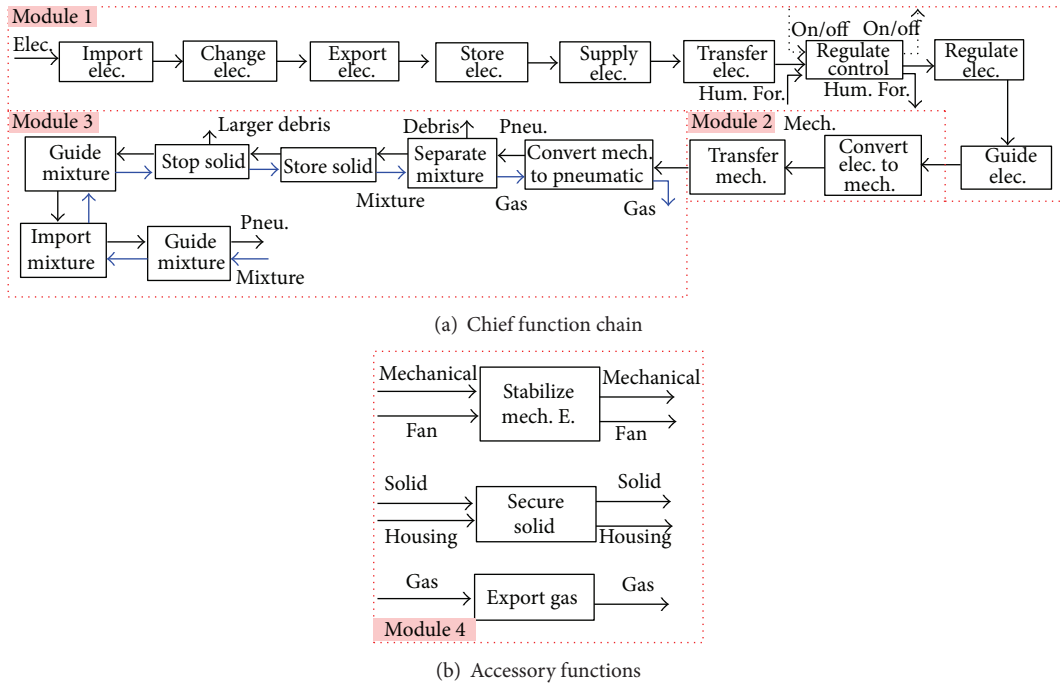 Module 1
Elec.
Import
elec.
Change
elec.
Export
elec.
Store
elec.
Supply
elec.
Transfer
elec.
On/off
On/off
Regulate
control
Hum. For.
Hum. For.
Regulate
elec.
Module 3
Guide
mixture
Larger debris
Stop solid
Store solid
Mixture
Debris
Separate
mixture
Pneu.
Gas
Convert mech.
to pneumatic
Gas
Module 2
Mech.
Transfer
mech.
Convert
elec. to
mech.
Guide
elec.
Import
mixture
Guide
mixture
Pneu.
Mixture
(a) Chief function chain
Mechanical
Fan
Stabilize
mech. E.
Mechanical
Fan
Solid
Housing
Secure
solid
Solid
Housing
Gas
Export gas
Gas
Module 4
(b) Accessory functions